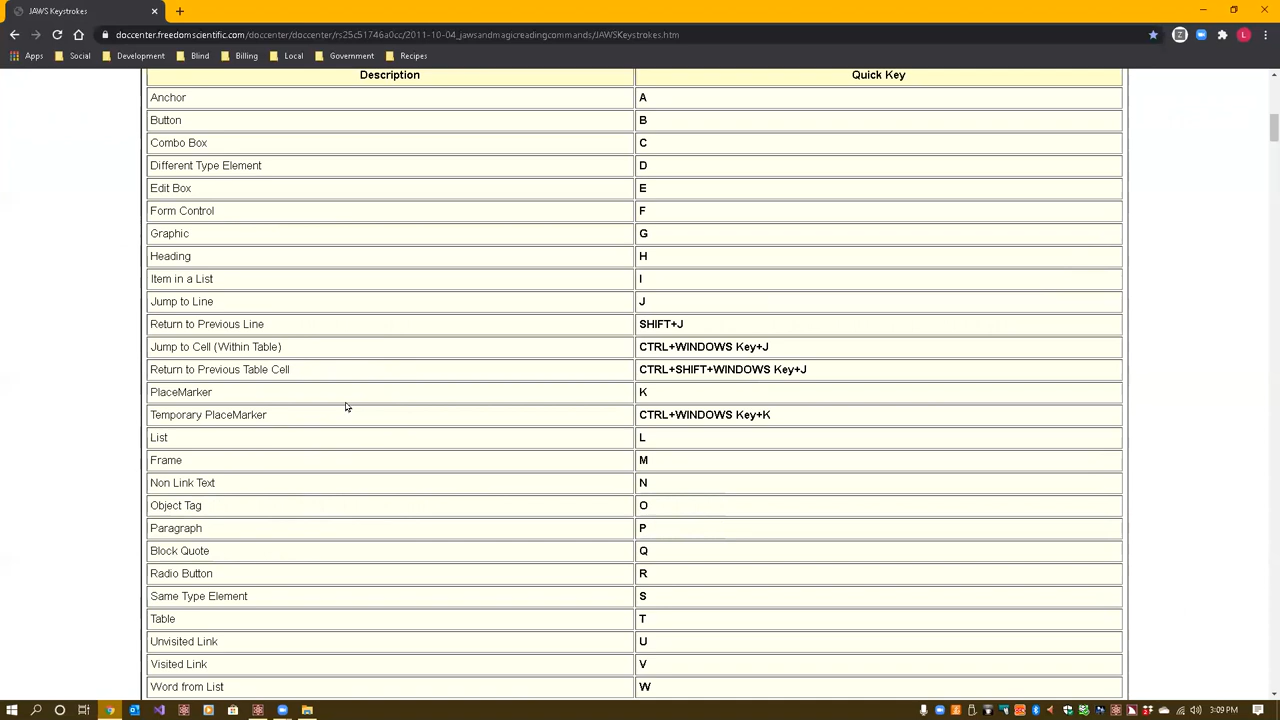 JAWS Keystrokes
doccenter.freedomscientific.com/doccenter/doccenter/rs25c51746a0cc/2011-10-04_jawsandmagicreadingcommands/JAWSKeystrokes.htm
Apps Social Development Blind Billing Local Government Recipes
Description Quick Key
Anchor A
Button B
Combo Box C
Different Type Element D
Edit Box E
Form Control F
Graphic G
Heading H
Item in a List I
Jump to Line J
Return to Previous Line SHIFT+J
Jump to Cell (Within Table) CTRL+WINDOWS Key+J
Return to Previous Table Cell CTRL+SHIFT+WINDOWS Key+J
PlaceMarker K
Temporary PlaceMarker CTRL+WINDOWS Key+K
List L
Frame M
Non Link Text N
Object Tag O
Paragraph P
Block Quote Q
Radio Button R
Same Type Element S
Table T
Unvisited Link U
Visited Link V
Word from List W
3:09 PM